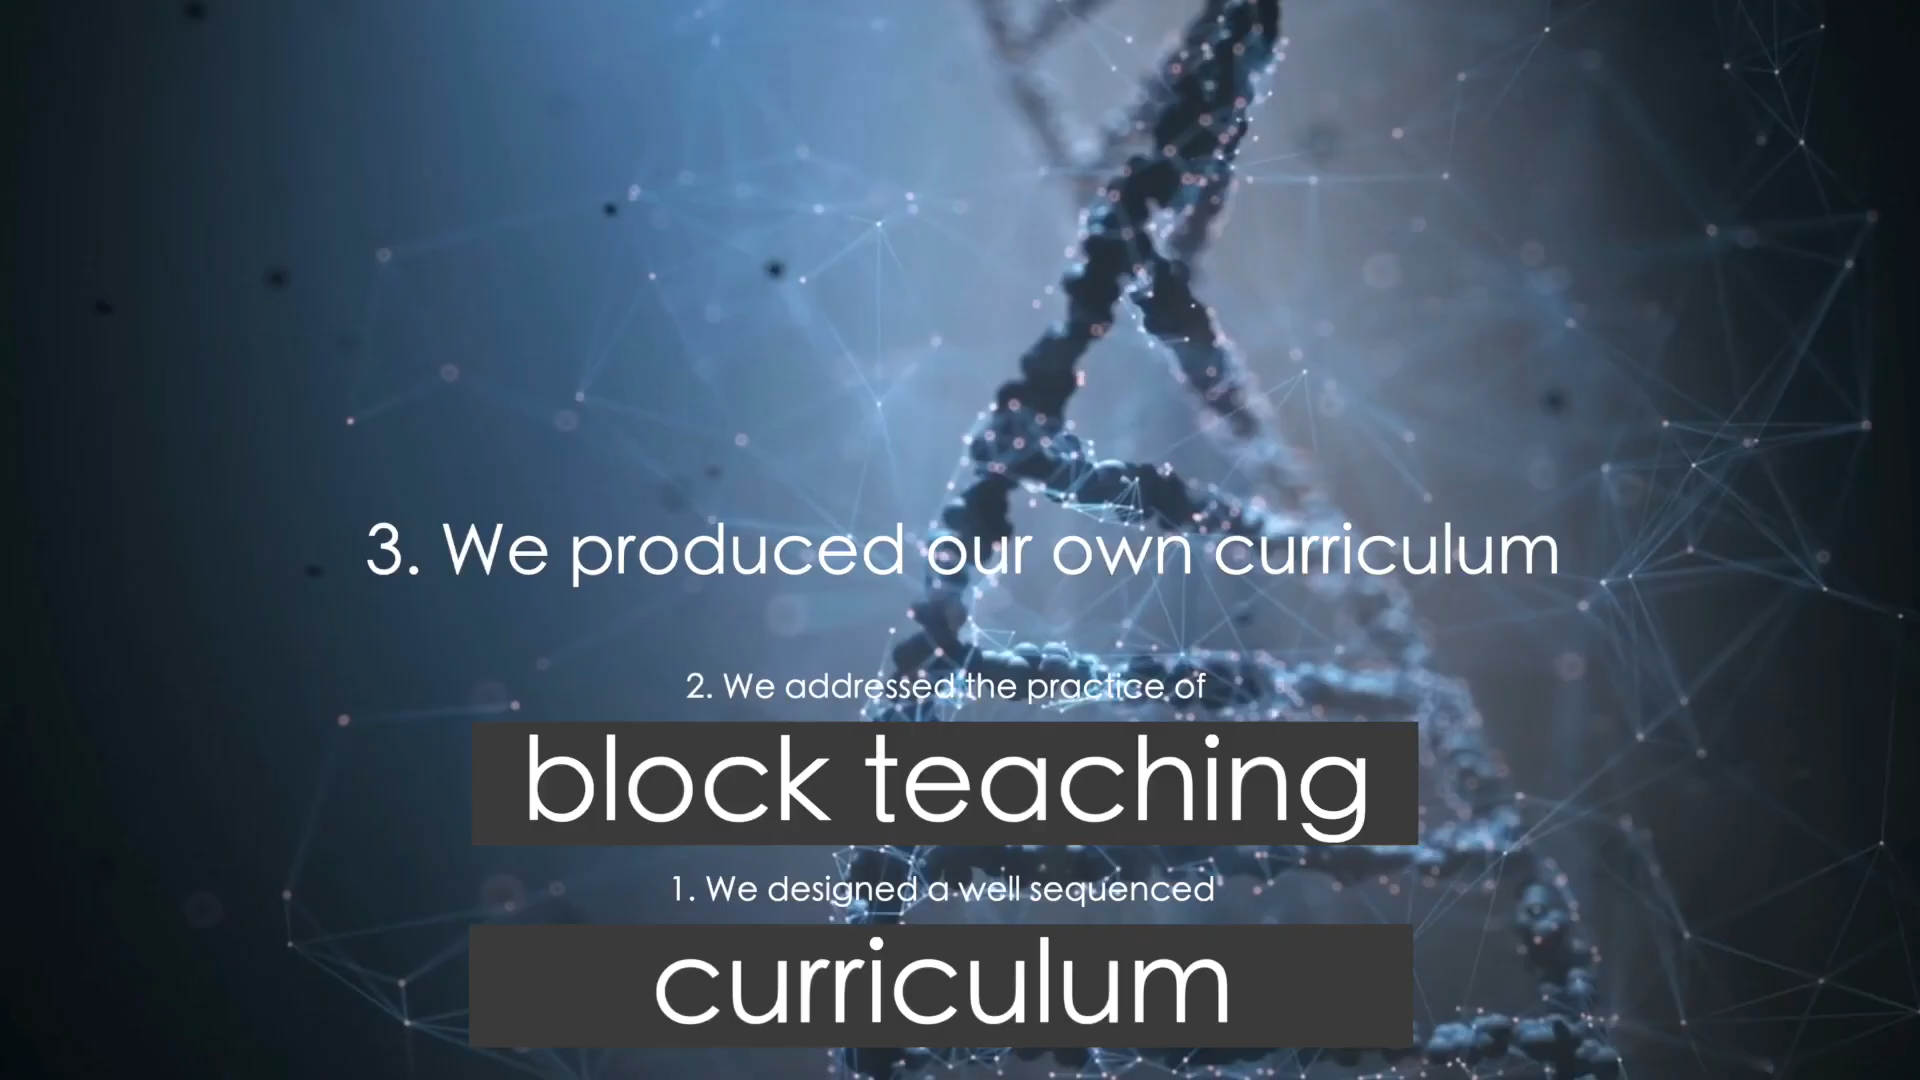 3. We produced our own curriculum
2. We addressed the practice of
block teaching
1. We designed a well sequenced
curriculum